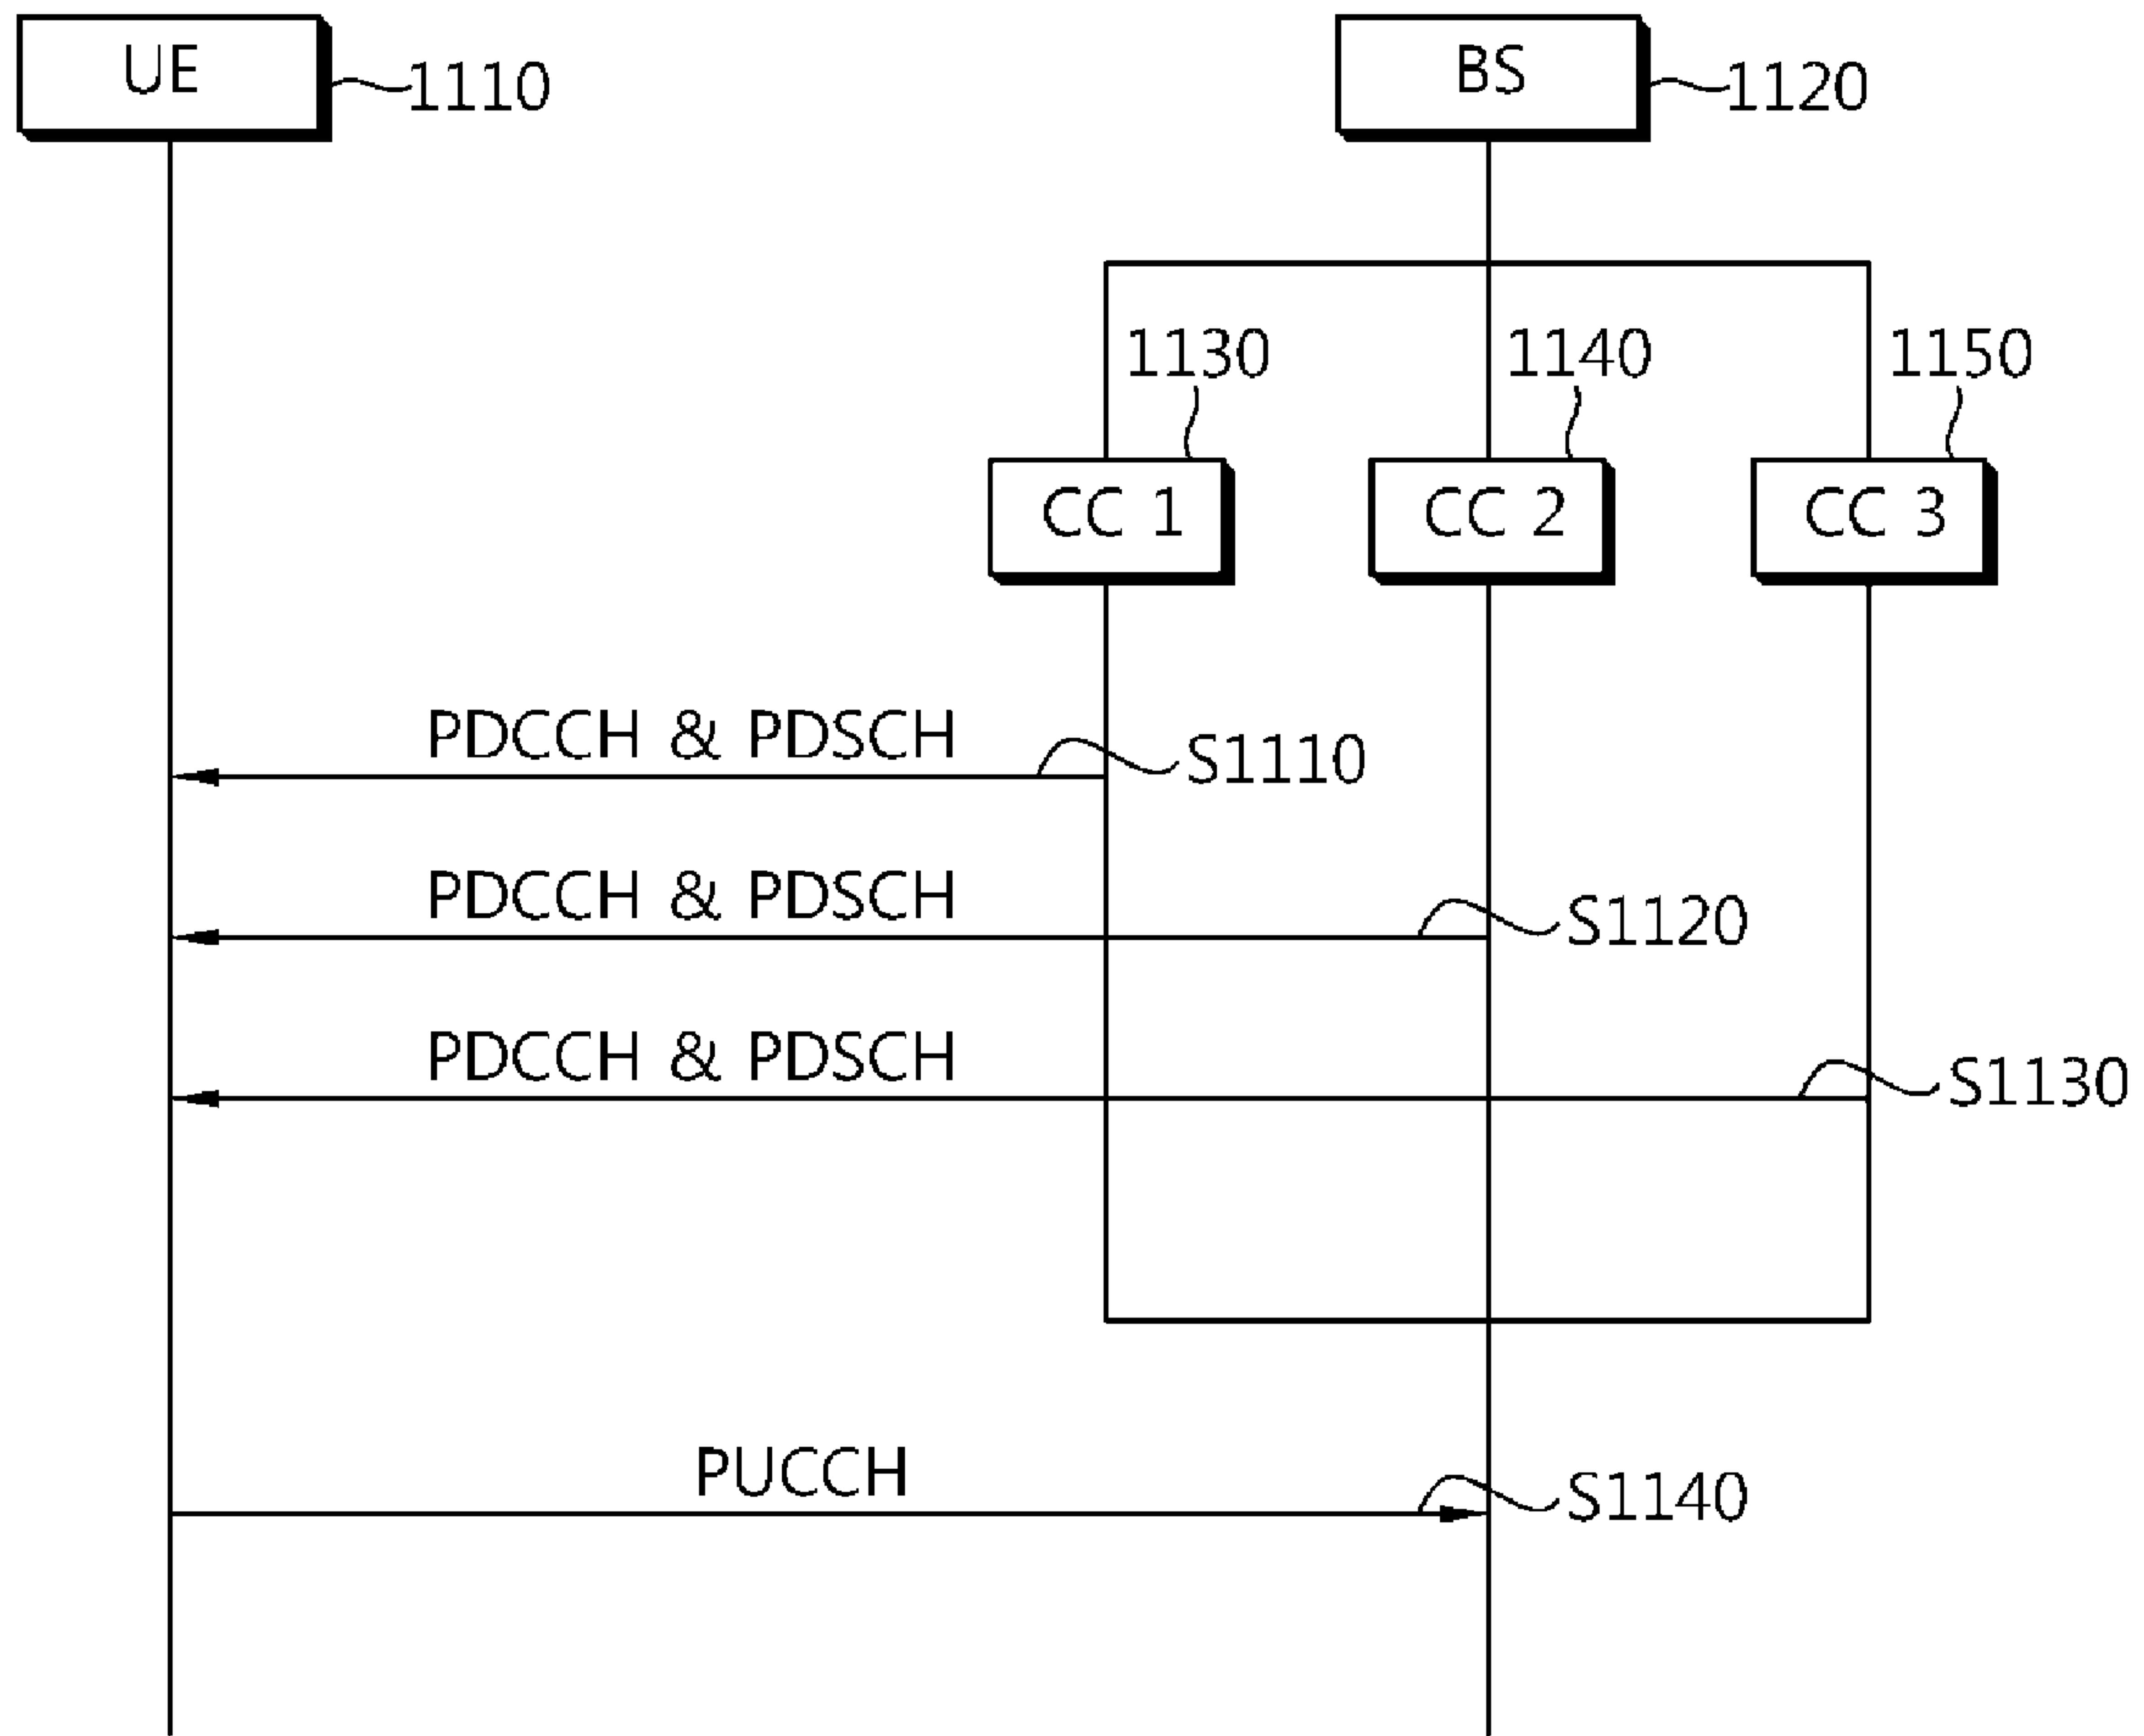 UE
1110
BS
1120
1130
1140
1150
CC 1
CC 2
CC 3
PDCCH & PDSCH
S1110
PDCCH & PDSCH
S1120
PDCCH & PDSCH
S1130
PUCCH
S1140